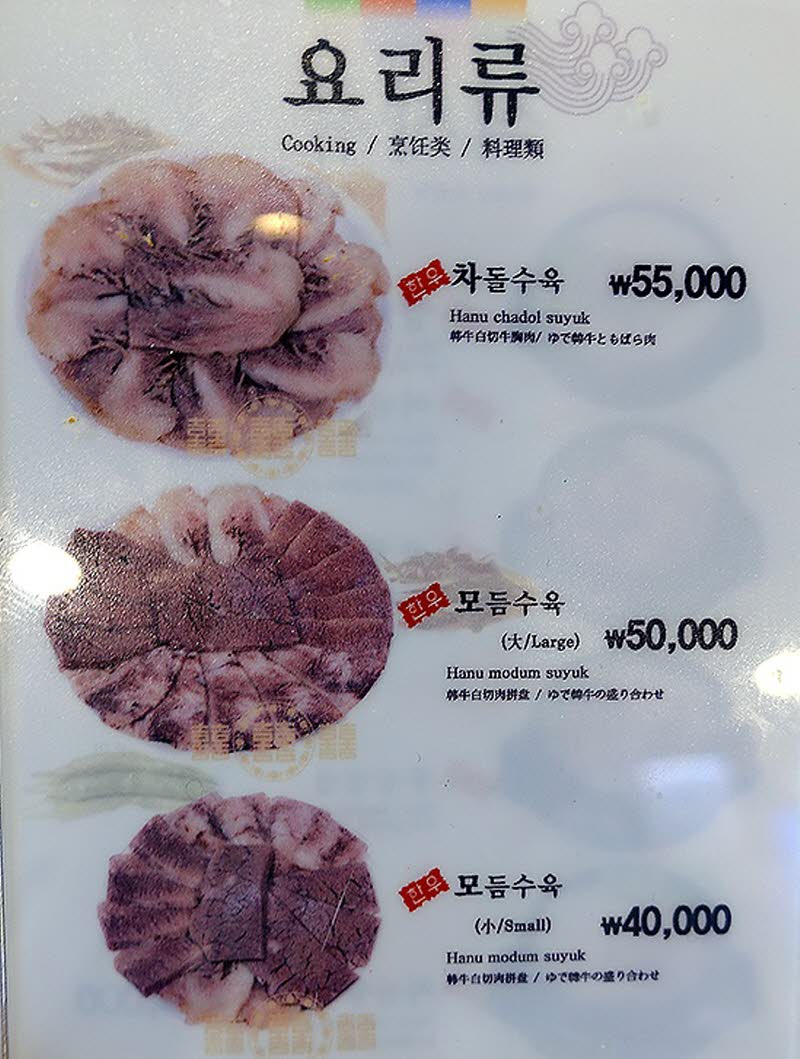 요리류
Cooking / 烹饪类 / 料理類
한우 차돌수육 ₩55,000
Hanu chadol suyuk
韩牛白切牛胸肉/ ゆで韓牛ともばら肉
한우 모듬수육
(大/Large) ₩50,000
Hanu modum suyuk
韩牛白切肉拼盘 / ゆで韓牛の盛り合わせ
한우 모듬수육
(小/Small) ₩40,000
Hanu modum suyuk
韩牛白切肉拼盘 / ゆで韓牛の盛り合わせ